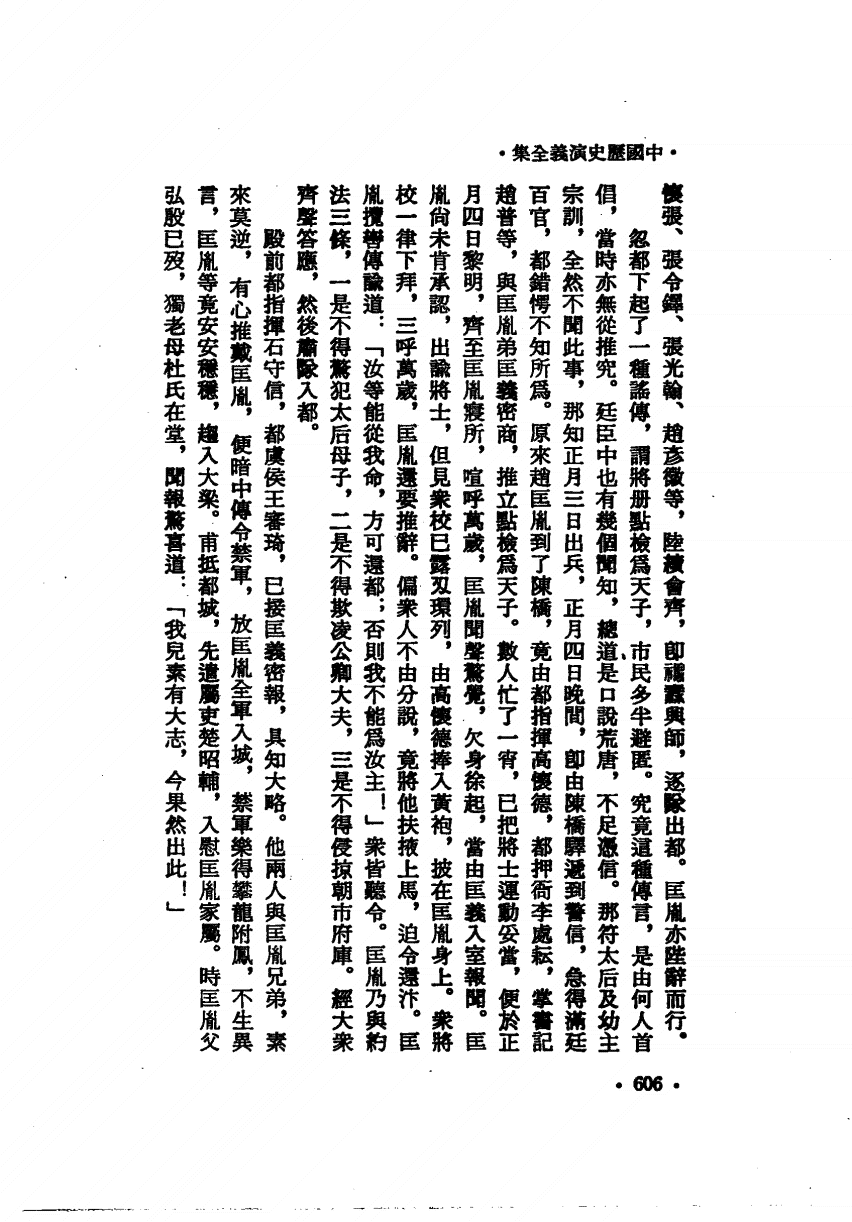 •中國歷史演義全集•
懷張、張令鐸、張光翰、趙彥徽等，陸續會齊，卽禡纛興師，逐隊出都。匡胤亦陛辭而行。
忽都下起了一種謠傳，謂將册點檢爲天子，市民多半避匿。究竟這種傳言，是由何人首
倡，當時亦無從推究。廷臣中也有幾個聞知，總道是口說荒唐，不足憑信。那符太后及幼主
宗訓，全然不聞此事，那知正月三日出兵，正月四日晚間，卽由陳橋驛遞到警信，急得滿廷
百官，都錯愕不知所爲。原來趙匡胤到了陳橋，竟由都指揮高懷德，都押衙李處耘，掌書記
趙普等，與匡胤弟匡義密商，推立點檢爲天子。數人忙了一宵，已把將士運動妥當，便於正
月四日黎明，齊至匡胤寢所，喧呼萬歲，匡胤聞聲驚覺，欠身徐起，當由匡義入室報聞。匡
胤尙未肯承認，出諭將士，但見衆校已露刃環列，由高懷德捧入黃袍，披在匡胤身上。衆將
校一律下拜，三呼萬歲，匡胤還要推辭。偏衆人不由分說，竟將他扶掖上馬，迫令還汴。匡
胤攬轡傳諭道：「汝等能從我命，方可還都；否則我不能爲汝主！」衆皆聽令。匡胤乃與約
法三條，一是不得驚犯太后母子，二是不得欺凌公卿大夫，三是不得侵掠朝市府庫。經大衆
齊聲答應，然後肅隊入都。
殿前都指揮石守信，都虞侯王審琦，已接匡義密報，具知大略。他兩人與匡胤兄弟，素
來莫逆，有心推戴匡胤，便暗中傳令禁軍，放匡胤全軍入城，禁軍樂得攀龍附鳳，不生異
言，匡胤等竟安安穩穩，趨入大梁。甫抵都城，先遣屬吏楚昭輔，入慰匡胤家屬。時匡胤父
弘殷已歿，獨老母杜氏在堂，聞報驚喜道：「我兒素有大志，今果然出此！」
•606•